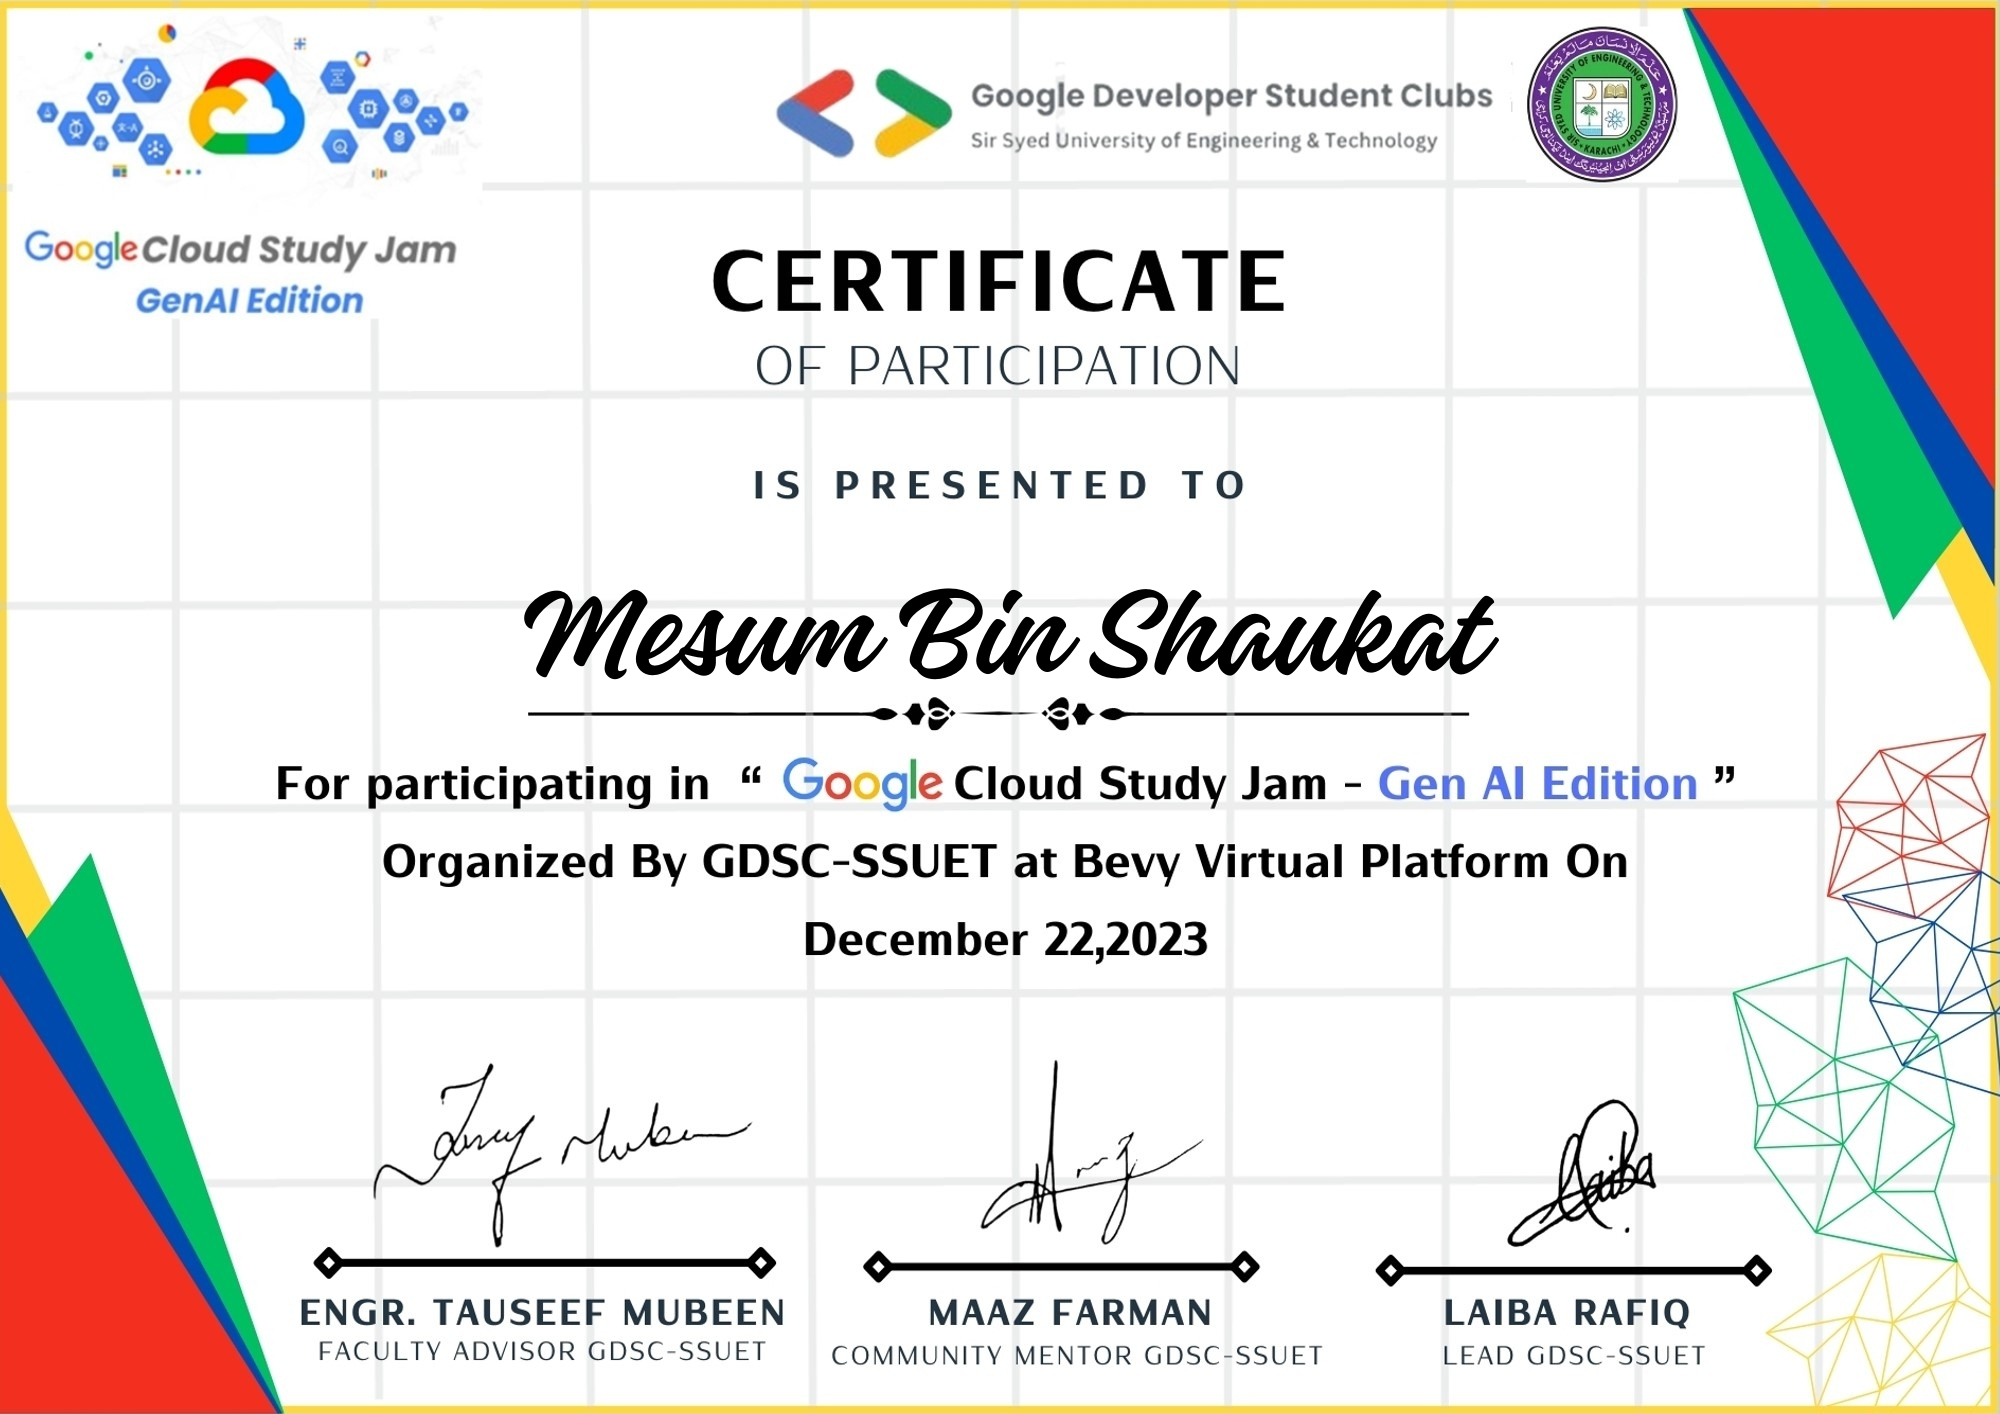 Google Cloud Study Jam
GenAI Edition
Google Developer Student Clubs
Sir Syed University of Engineering & Technology
SIR SYED UNIVERSITY OF ENGINEERING & TECHNOLOGY
KARACHI
CERTIFICATE
OF PARTICIPATION
IS PRESENTED TO
Mesum Bin Shaukat
For participating in “ Google Cloud Study Jam - Gen AI Edition ”
Organized By GDSC-SSUET at Bevy Virtual Platform On
December 22,2023
Laiba
ENGR. TAUSEEF MUBEEN
FACULTY ADVISOR GDSC-SSUET
MAAZ FARMAN
COMMUNITY MENTOR GDSC-SSUET
LAIBA RAFIQ
LEAD GDSC-SSUET